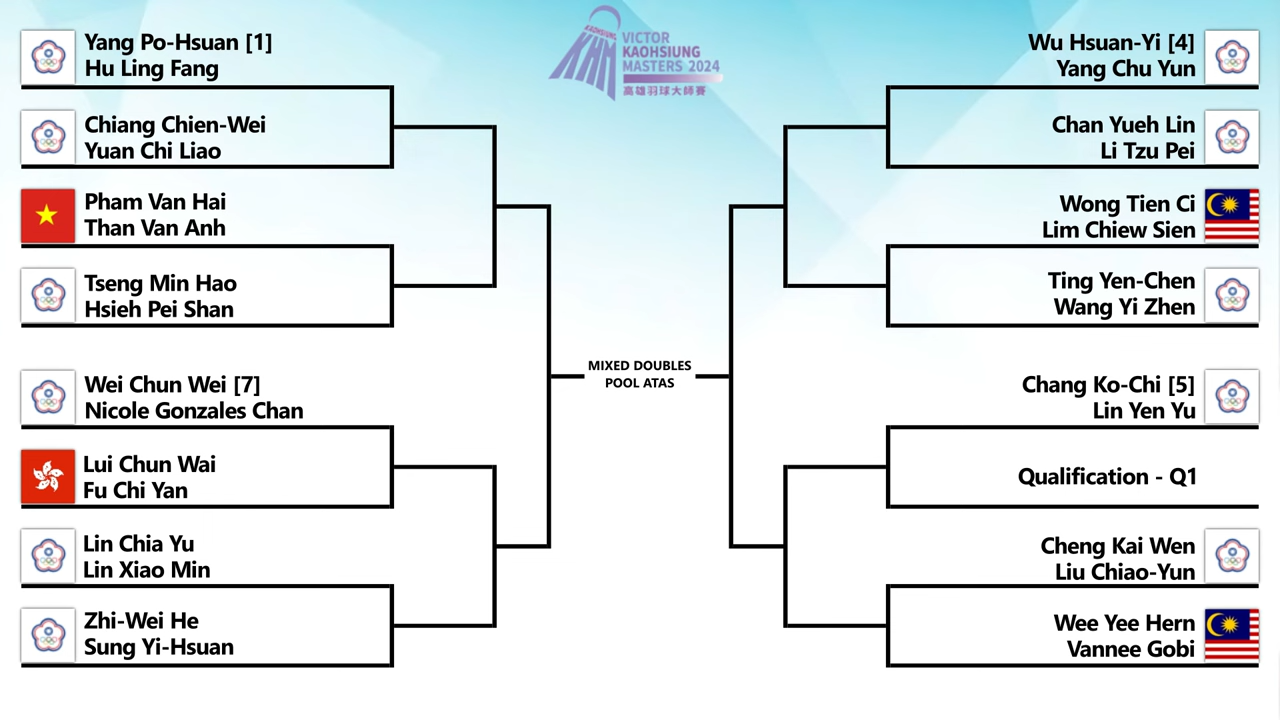 KAOHSIUNG
VICTOR
KAOHSIUNG
MASTERS 2024
高雄羽球大師賽
Yang Po-Hsuan [1]
Hu Ling Fang
Chiang Chien-Wei
Yuan Chi Liao
Pham Van Hai
Than Van Anh
Tseng Min Hao
Hsieh Pei Shan
Wei Chun Wei [7]
Nicole Gonzales Chan
Lui Chun Wai
Fu Chi Yan
Lin Chia Yu
Lin Xiao Min
Zhi-Wei He
Sung Yi-Hsuan
MIXED DOUBLES
POOL ATAS
Wu Hsuan-Yi [4]
Yang Chu Yun
Chan Yueh Lin
Li Tzu Pei
Wong Tien Ci
Lim Chiew Sien
Ting Yen-Chen
Wang Yi Zhen
Chang Ko-Chi [5]
Lin Yen Yu
Qualification - Q1
Cheng Kai Wen
Liu Chiao-Yun
Wee Yee Hern
Vannee Gobi